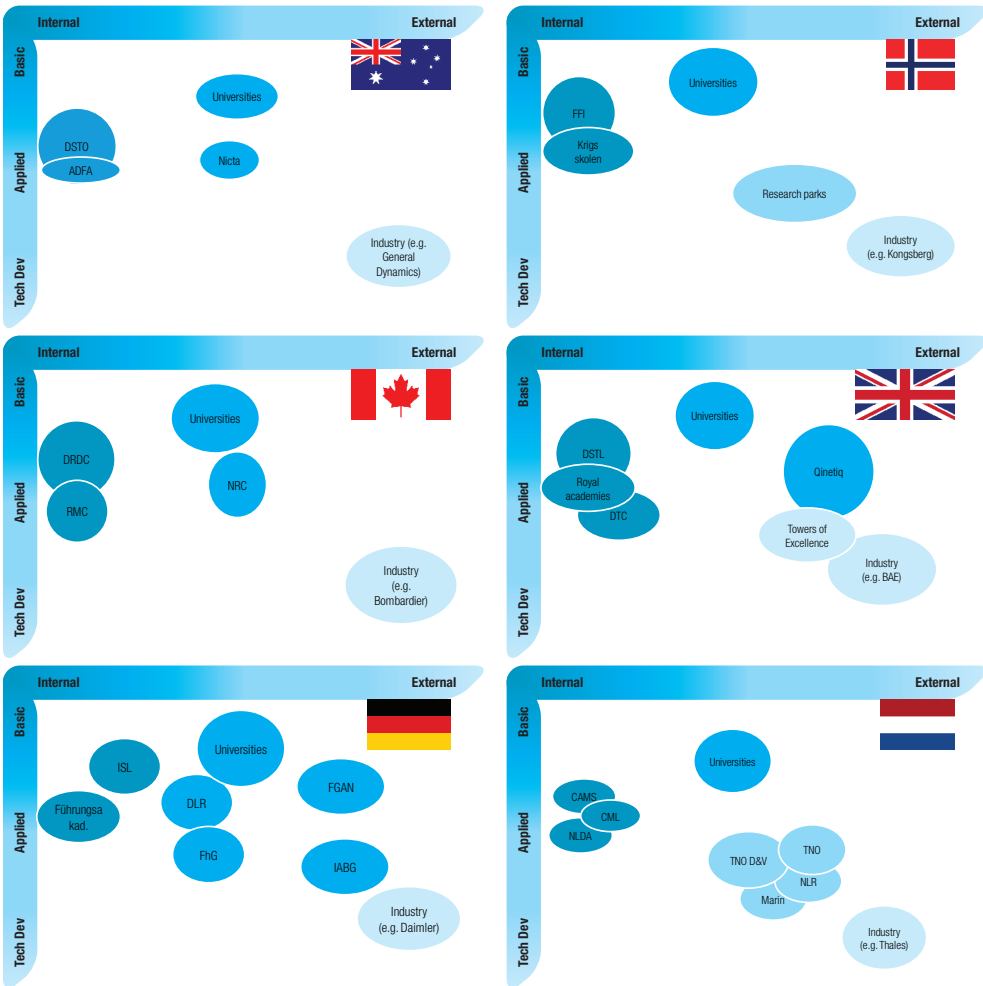 Internal
External
Basic
Applied
Tech Dev
Universities
DSTO
ADFA
Nicta
Industry (e.g.
General
Dynamics)
Internal
External
Basic
Applied
Tech Dev
Universities
FFI
Krigs
skolen
Research parks
Industry
(e.g. Kongsberg)
Internal
External
Basic
Applied
Tech Dev
Universities
DRDC
NRC
RMC
Industry
(e.g.
Bombardier)
Internal
External
Basic
Applied
Tech Dev
Universities
DSTL
Qinetiq
Royal
academies
DTC
Towers of
Excellence
Industry
(e.g. BAE)
Internal
External
Basic
Applied
Tech Dev
Universities
ISL
FGAN
DLR
Führungsa
kad.
FhG
IABG
Industry
(e.g. Daimler)
Internal
External
Basic
Applied
Tech Dev
Universities
CAMS
CML
NLDA
TNO
TNO D&V
NLR
Marin
Industry
(e.g. Thales)